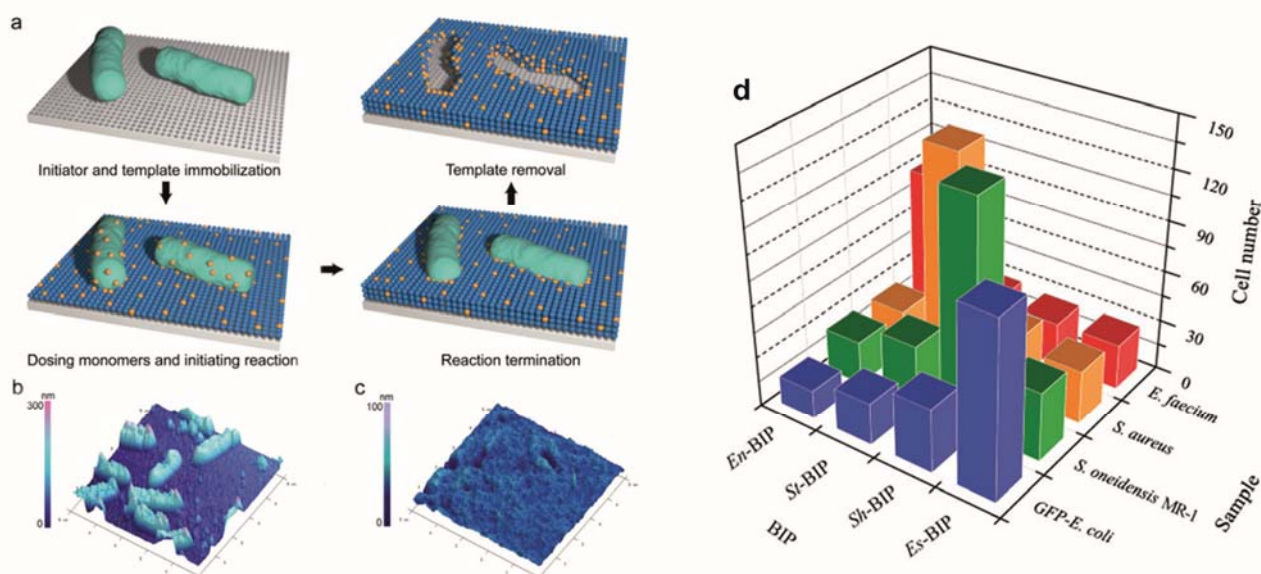 a
Initiator and template immobilization
Template removal
Dosing monomers and initiating reaction
Reaction termination
b
nm
300
0
c
nm
100
0
d
150
120
90
60
30
0
Cell number
En-BIP
St-BIP
Sh-BIP
Es-BIP
BIP
E. faecium
S. aureus
S. oneidensis MR-1
GFP-E. coli
Sample